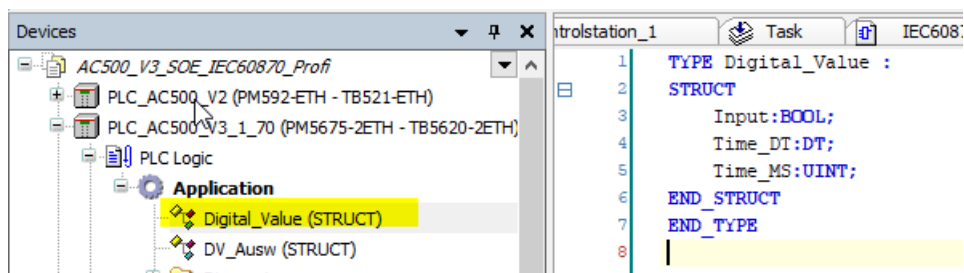 Devices
AC500_V3_SOE_IEC60870_Profi
PLC_AC500_V2 (PM592-ETH - TB521-ETH)
PLC_AC500_V3_1_70 (PM5675-2ETH - TB5620-2ETH)
PLC Logic
Application
Digital_Value (STRUCT)
DV_Ausw (STRUCT)
ntrolstation_1
Task
IEC6087
1 TYPE Digital_Value :
2 STRUCT
3 Input:BOOL;
4 Time_DT:DT;
5 Time_MS:UINT;
6 END_STRUCT
7 END_TYPE
8